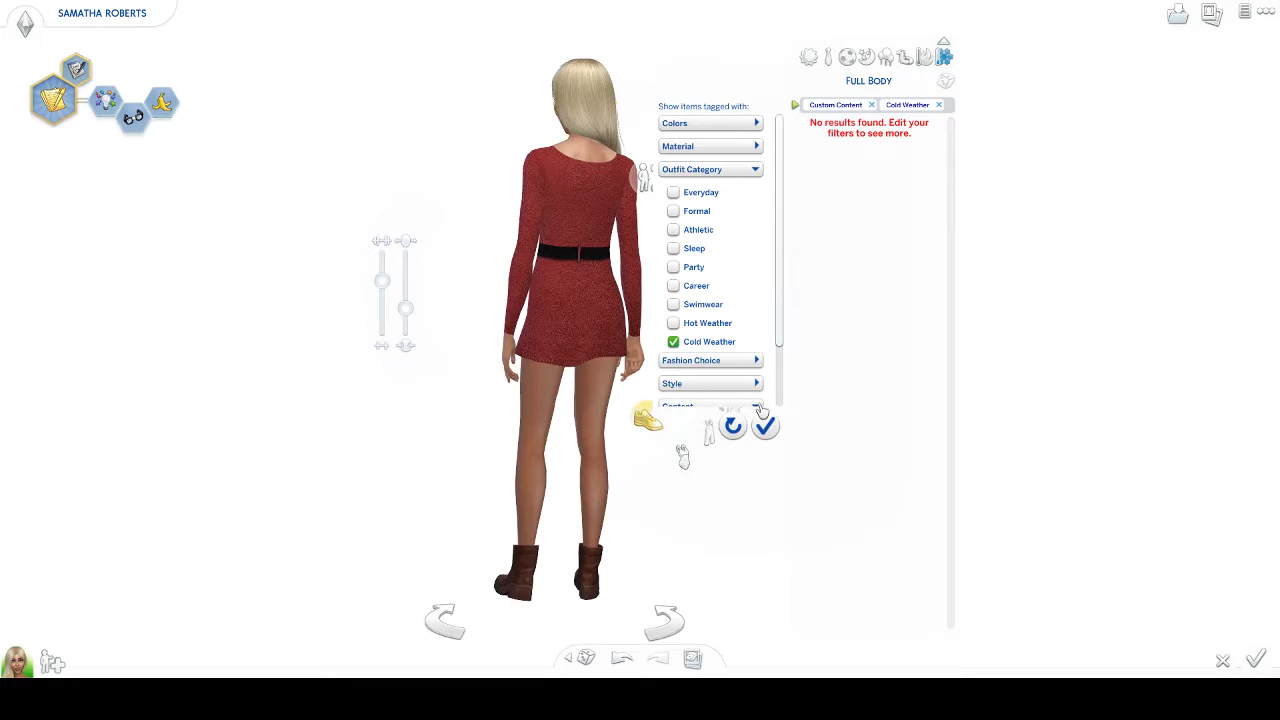 SAMATHA ROBERTS
FULL BODY
Show items tagged with:
Custom Content
Cold Weather
Colors
No results found. Edit your
filters to see more.
Material
Outfit Category
Everyday
Formal
Athletic
Sleep
Party
Career
Swimwear
Hot Weather
Cold Weather
Fashion Choice
Style
Content